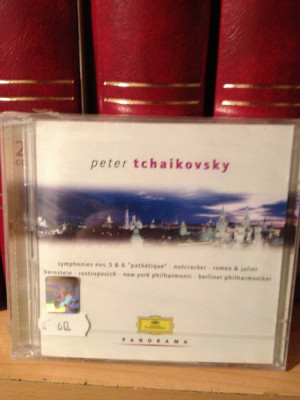 2
CD
peter tchaikovsky
symphonies nos. 5 & 6 "pathétique" · nutcracker · romeo & juliet
bernstein · rostropovich · new york philharmonic · berliner philharmoniker
60.
PANORAMA